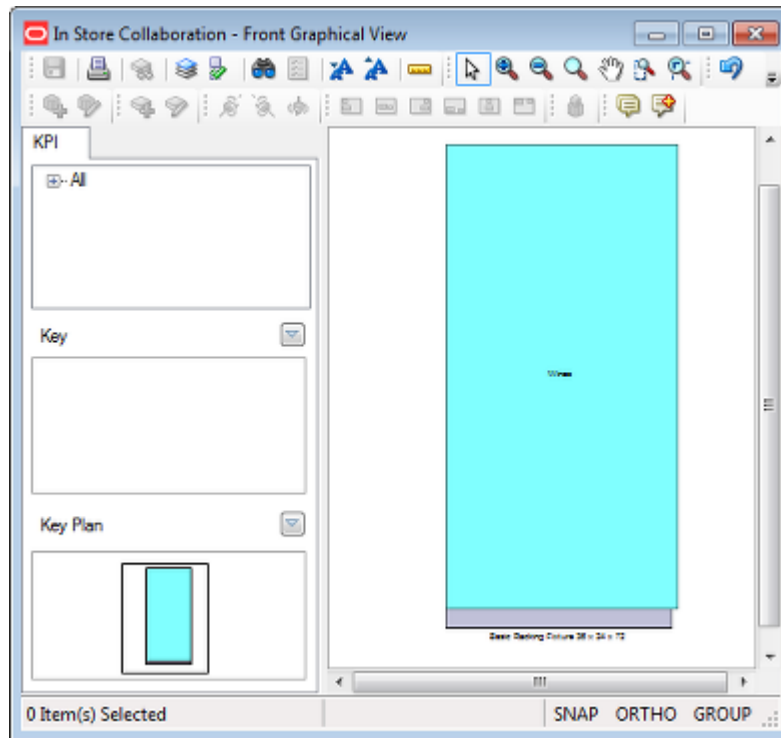 In Store Collaboration - Front Graphical View
KPI
All
Key
Key Plan
Wines
Basic Racking Fixture 36 x 24 x 72
0 Item(s) Selected
SNAP ORTHO GROUP